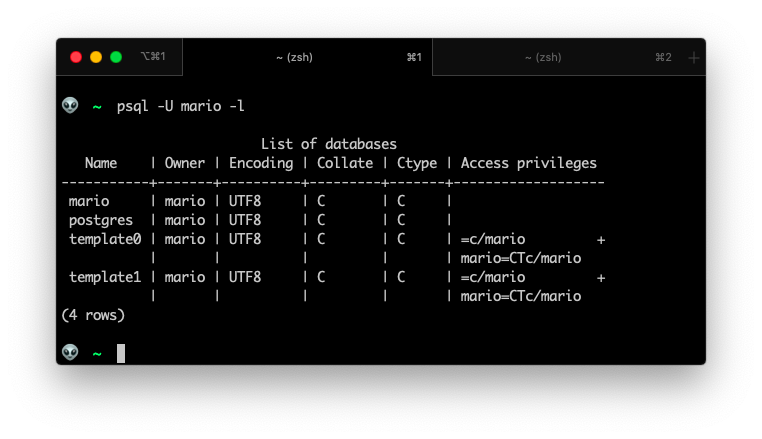 ⌥⌘1 ~ (zsh) ⌘1 ~ (zsh) ⌘2 +
👽 ~ psql -U mario -l
List of databases
   Name    | Owner | Encoding | Collate | Ctype | Access privileges
-----------+-------+----------+---------+-------+-------------------
 mario     | mario | UTF8     | C       | C     |
 postgres  | mario | UTF8     | C       | C     |
 template0 | mario | UTF8     | C       | C     | =c/mario         +
           |       |          |         |       | mario=CTc/mario
 template1 | mario | UTF8     | C       | C     | =c/mario         +
           |       |          |         |       | mario=CTc/mario
(4 rows)
👽 ~